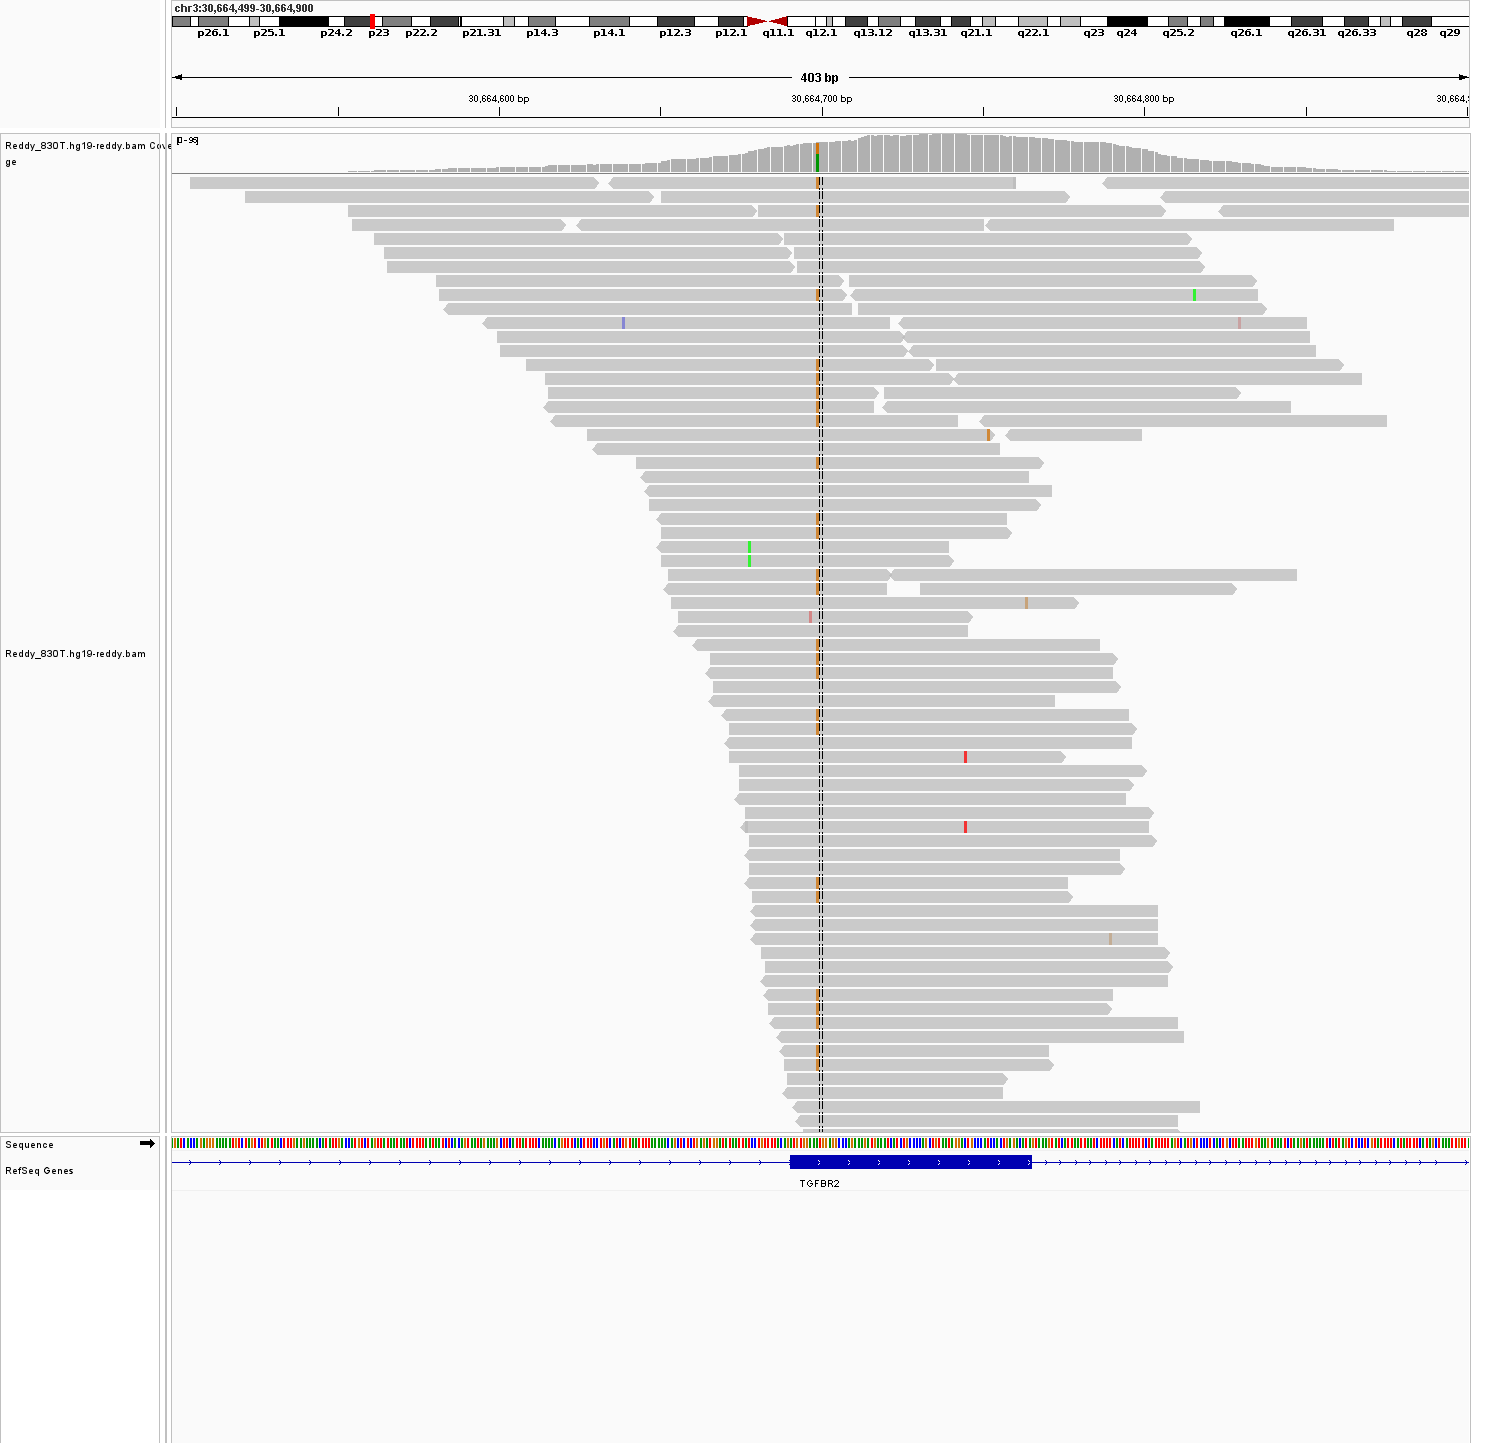 chr3:30,664,499-30,664,900
p26.1 p25.1 p24.2 p23 p22.2 p21.31 p14.3 p14.1 p12.3 p12.1 q11.1 q12.1 q13.12 q13.31 q21.1 q22.1 q23 q24 q25.2 q26.1 q26.31 q26.33 q28 q29
403 bp
30,664,600 bp 30,664,700 bp 30,664,800 bp 30,664,
Reddy_830T.hg19-reddy.bam Cove
ge
Reddy_830T.hg19-reddy.bam
Sequence
RefSeq Genes
TGFBR2